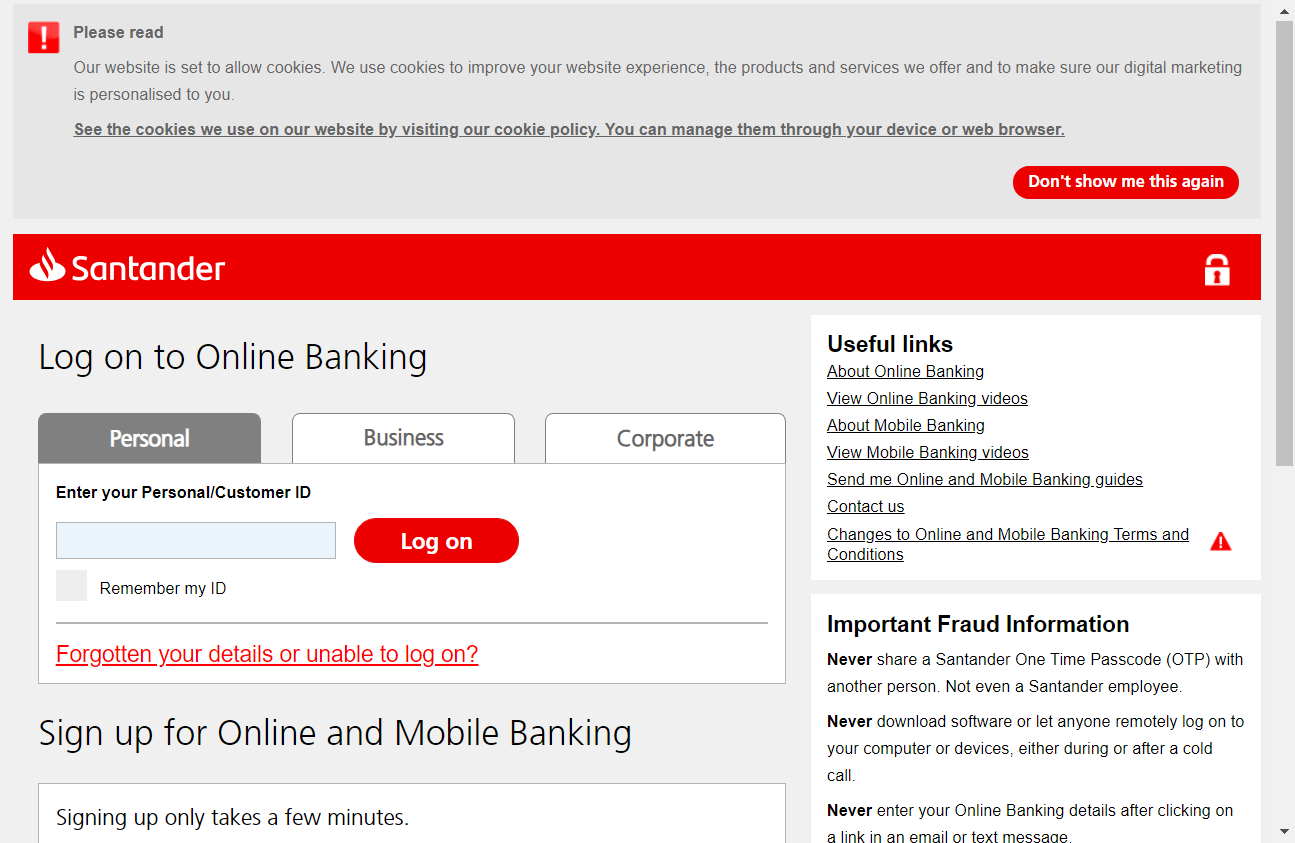 Please read
Our website is set to allow cookies. We use cookies to improve your website experience, the products and services we offer and to make sure our digital marketing
is personalised to you.
See the cookies we use on our website by visiting our cookie policy. You can manage them through your device or web browser.
Don't show me this again
Santander
Log on to Online Banking
Personal
Business
Corporate
Enter your Personal/Customer ID
Log on
Remember my ID
Forgotten your details or unable to log on?
Sign up for Online and Mobile Banking
Signing up only takes a few minutes.
Useful links
About Online Banking
View Online Banking videos
About Mobile Banking
View Mobile Banking videos
Send me Online and Mobile Banking guides
Contact us
Changes to Online and Mobile Banking Terms and
Conditions
Important Fraud Information
Never share a Santander One Time Passcode (OTP) with
another person. Not even a Santander employee.
Never download software or let anyone remotely log on to
your computer or devices, either during or after a cold
call.
Never enter your Online Banking details after clicking on
a link in an email or text message.